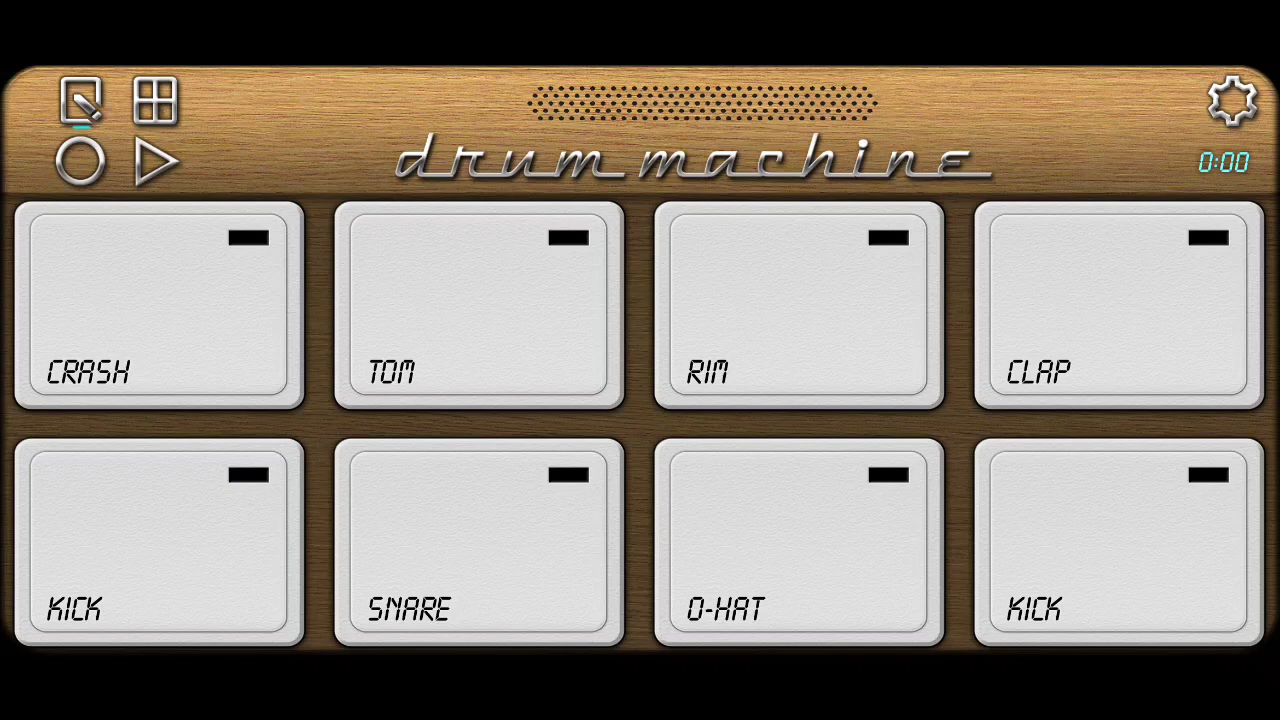 drum machine
0:00
CRASH
TOM
RIM
CLAP
KICK
SNARE
O-HAT
KICK